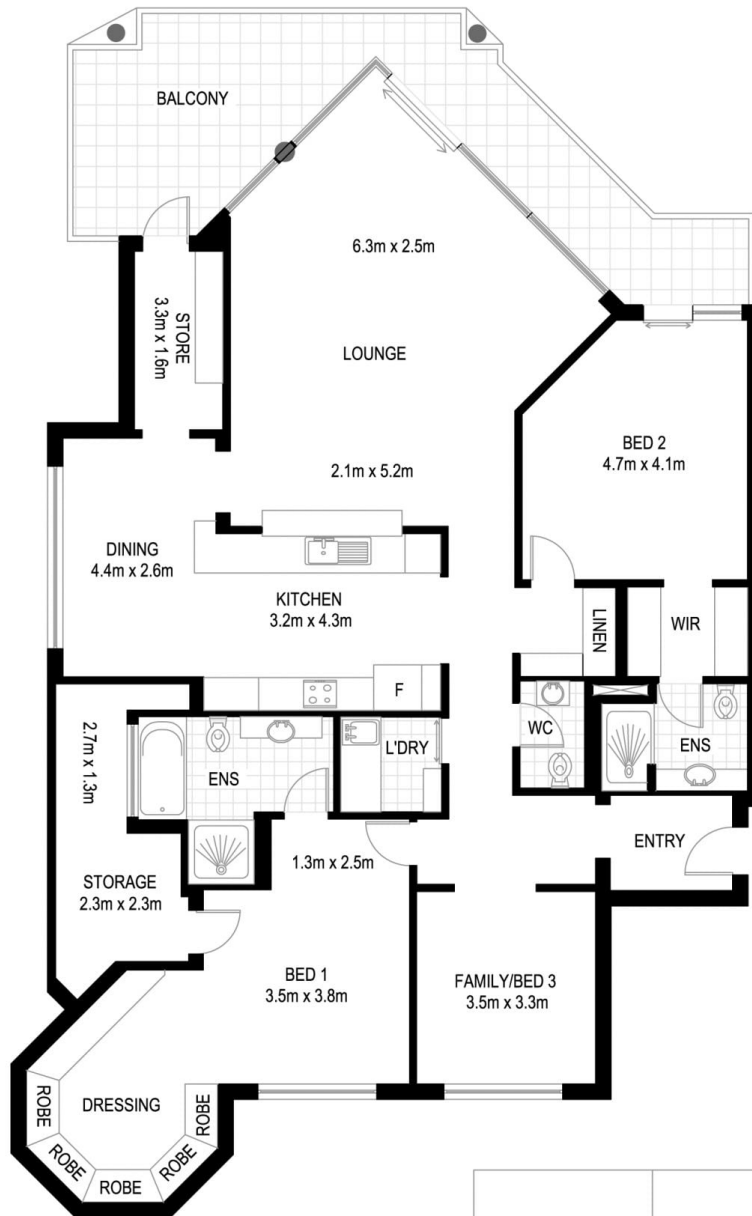 BALCONY
6.3m x 2.5m
STORE
3.3m x 1.6m
LOUNGE
BED 2
4.7m x 4.1m
2.1m x 5.2m
DINING
4.4m x 2.6m
KITCHEN
3.2m x 4.3m
LINEN
WIR
F
2.7m x 1.3m
ENS
L'DRY
WC
ENS
ENTRY
1.3m x 2.5m
STORAGE
2.3m x 2.3m
BED 1
3.5m x 3.8m
FAMILY/BED 3
3.5m x 3.3m
DRESSING
ROBE
ROBE
ROBE
ROBE
ROBE